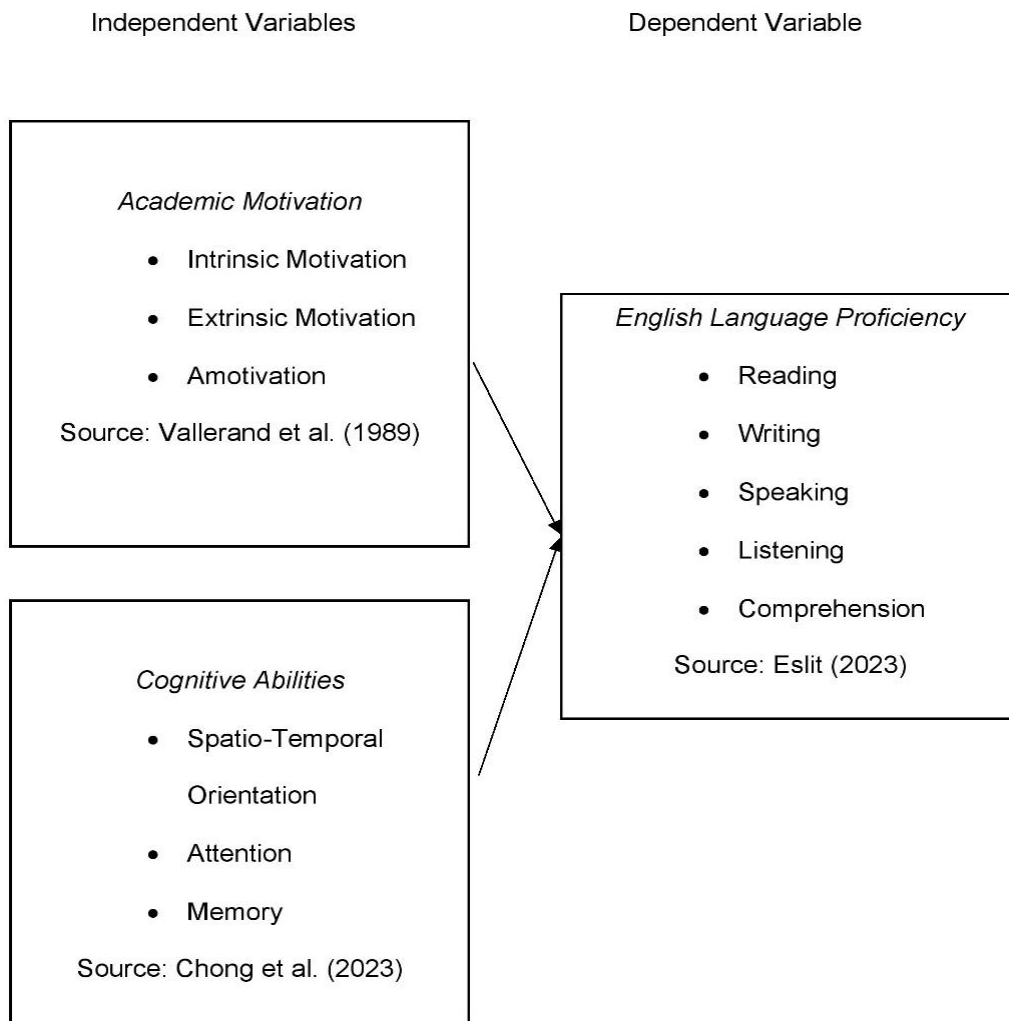 Independent Variables
Dependent Variable
Academic Motivation
• Intrinsic Motivation
• Extrinsic Motivation
• Amotivation
Source: Vallerand et al. (1989)
Cognitive Abilities
• Spatio-Temporal
Orientation
• Attention
• Memory
Source: Chong et al. (2023)
English Language Proficiency
• Reading
• Writing
• Speaking
• Listening
• Comprehension
Source: Eslit (2023)